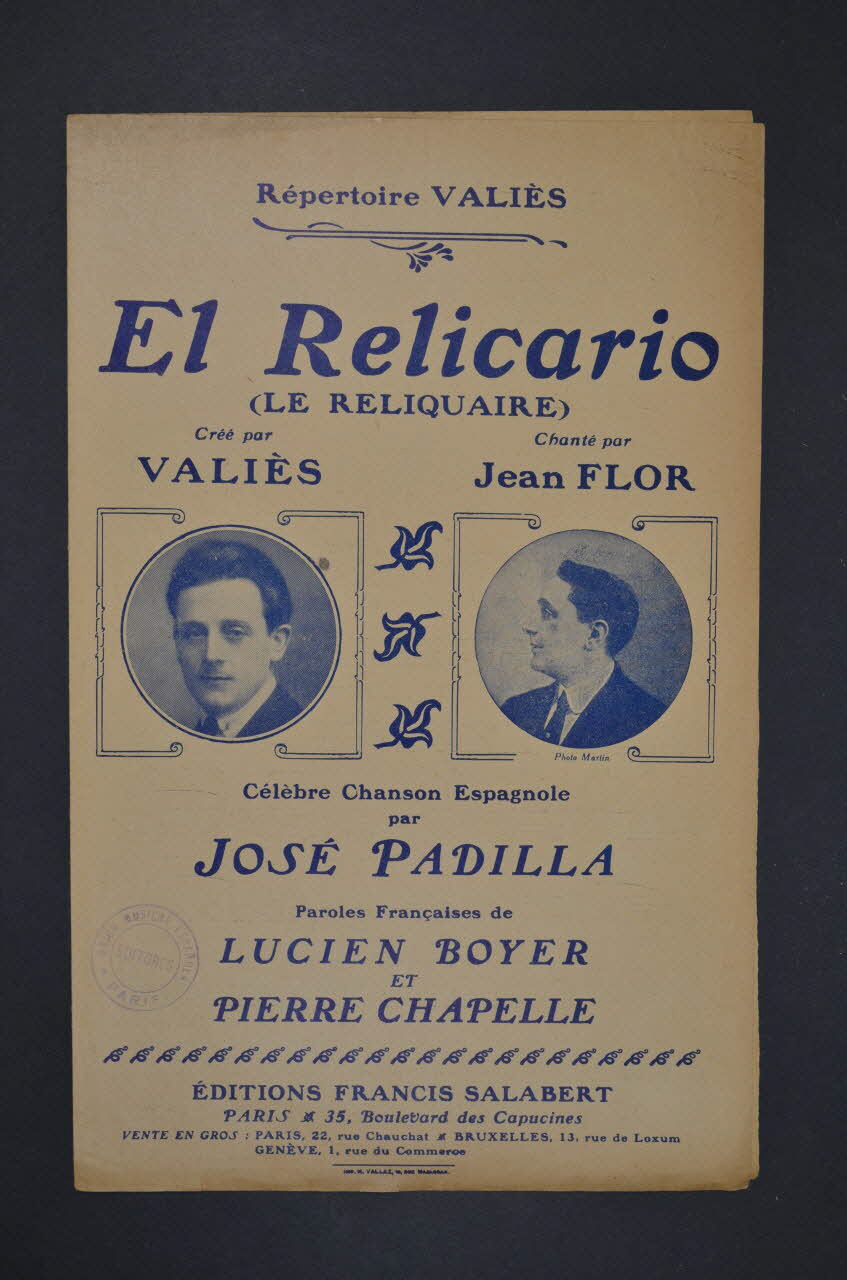 Répertoire VALIÈS
El Relicario
(LE RELIQUAIRE)
Créé par
VALIÈS
Chanté par
Jean FLOR
Photo Martin
Célèbre Chanson Espagnole
par
JOSÉ PADILLA
Paroles Françaises de
LUCIEN BOYER
ET
PIERRE CHAPELLE
EDITORES
PARIS
ÉDITIONS FRANCIS SALABERT
PARIS 35, Boulevard des Capucines
VENTE EN GROS : PARIS, 22, rue Chauchat BRUXELLES, 13, rue de Loxum
GENÈVE, 1, rue du Commerce